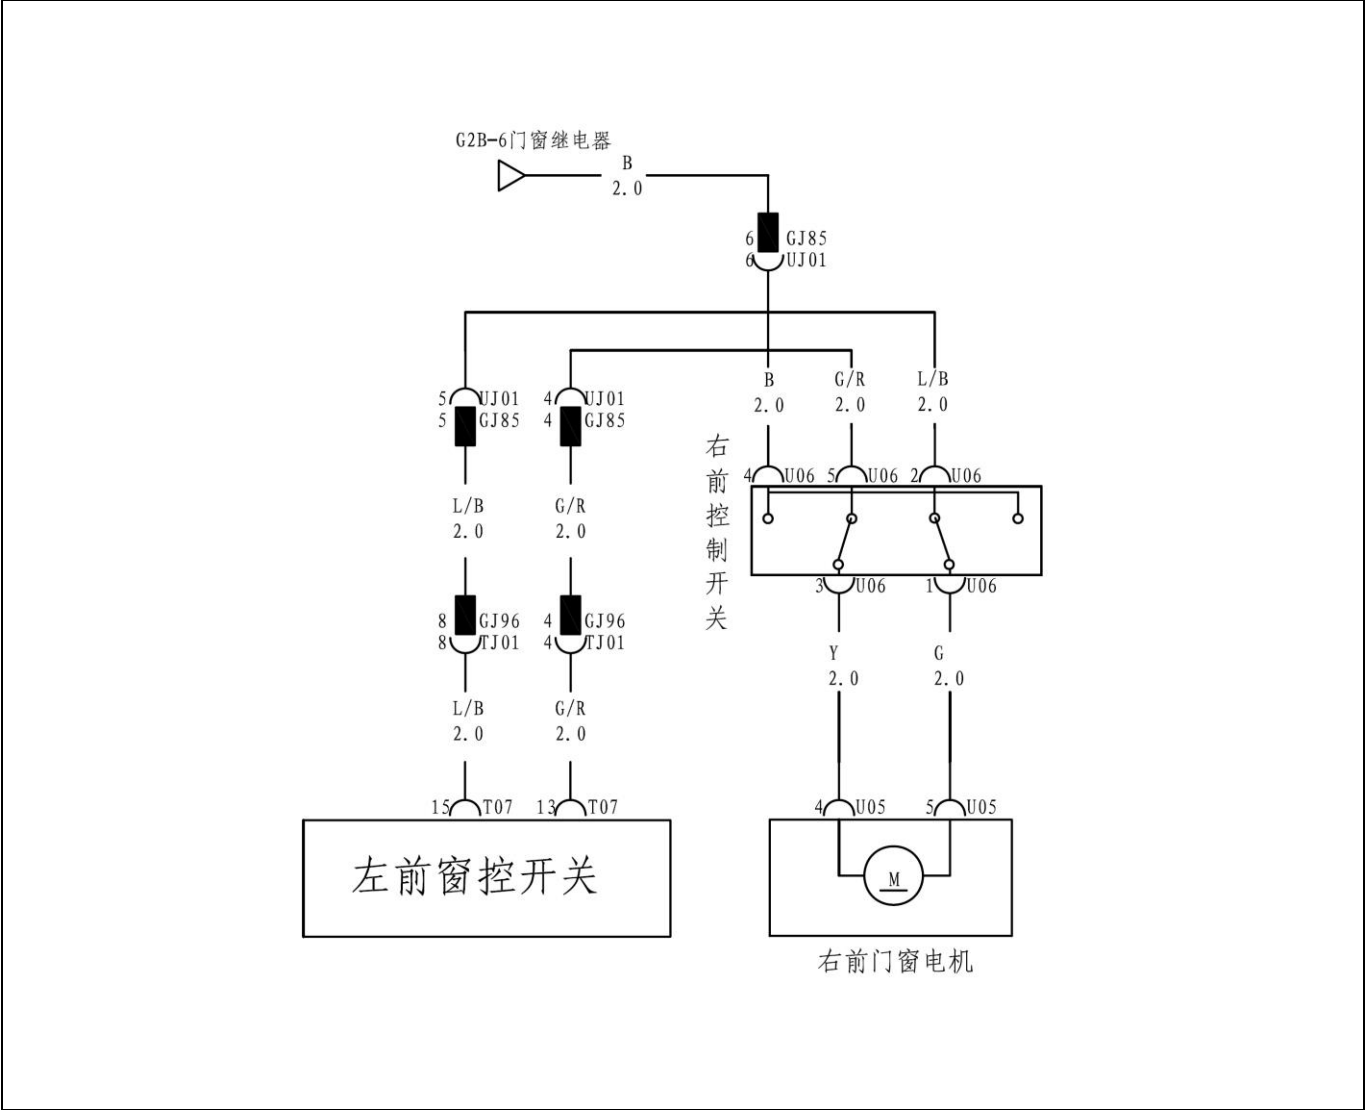 G2B-6门窗继电器
B
2.0
6 GJ85
6 UJ01
B G/R L/B
2.0 2.0 2.0
5 UJ01 4 UJ01
5 GJ85 4 GJ85
右前控制开关
4 U06 5 U06 2 U06
L/B G/R
2.0 2.0
3 U06 1 U06
8 GJ96 4 GJ96
8 TJ01 4 TJ01
Y G
2.0 2.0
L/B G/R
2.0 2.0
15 T07 13 T07 4 U05 5 U05
左前窗控开关
M
右前门窗电机